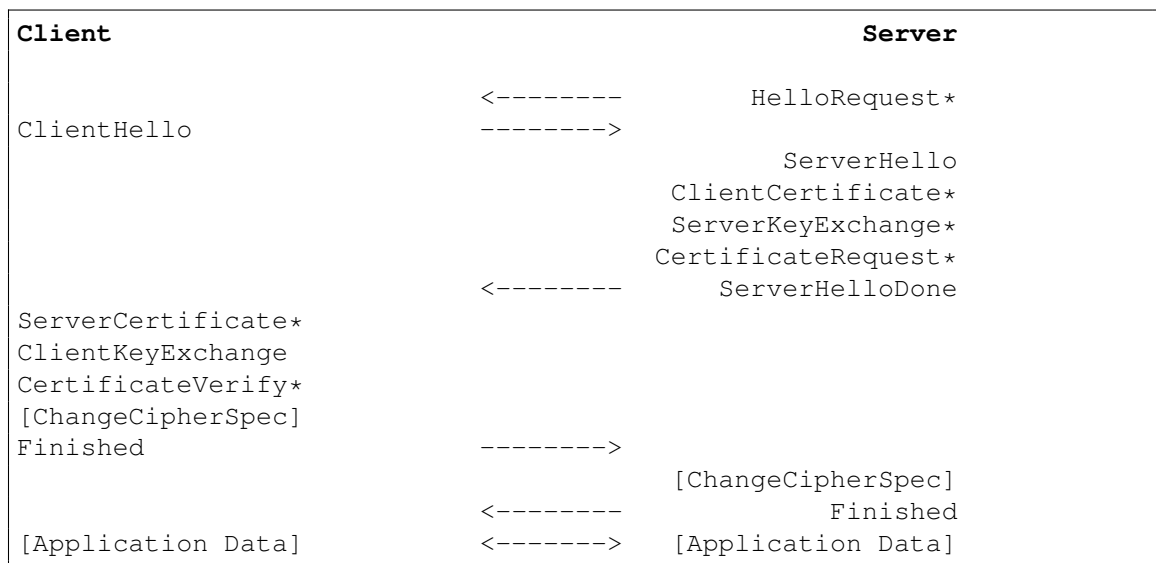 Client Server
<-------- HelloRequest*
ClientHello -------->
ServerHello
ClientCertificate*
ServerKeyExchange*
CertificateRequest*
<-------- ServerHelloDone
ServerCertificate*
ClientKeyExchange
CertificateVerify*
[ChangeCipherSpec]
Finished -------->
[ChangeCipherSpec]
<-------- Finished
[Application Data] <-------> [Application Data]